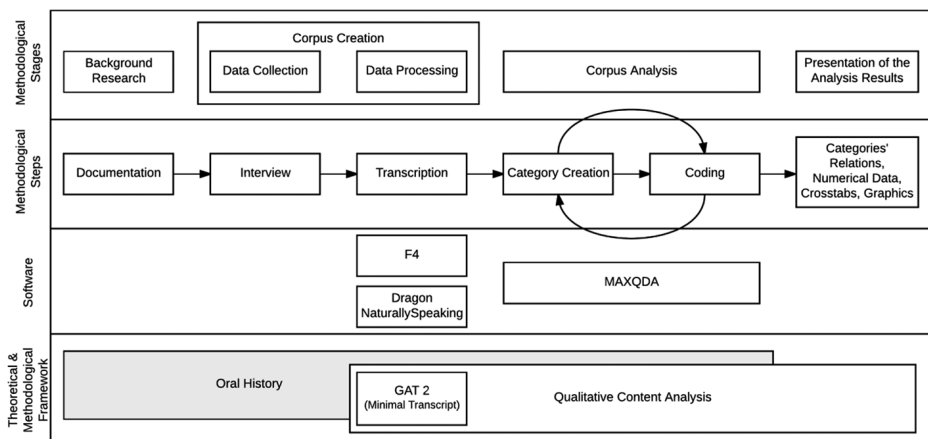 Methodological
Stages
Corpus Creation
Background
Research
Data Collection
Data Processing
Corpus Analysis
Presentation of the
Analysis Results
Methodological
Steps
Documentation
Interview
Transcription
Category Creation
Coding
Categories'
Relations,
Numerical Data,
Crosstabs, Graphics
Software
F4
Dragon
NaturallySpeaking
MAXQDA
Theoretical &
Methodological
Framework
Oral History
GAT 2
(Minimal Transcript)
Qualitative Content Analysis